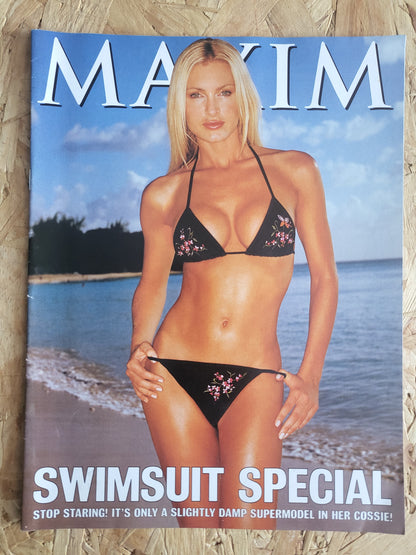 MAXIM
SWIMSUIT SPECIAL
STOP STARING! IT'S ONLY A SLIGHTLY DAMP SUPERMODEL IN HER COSSIE!